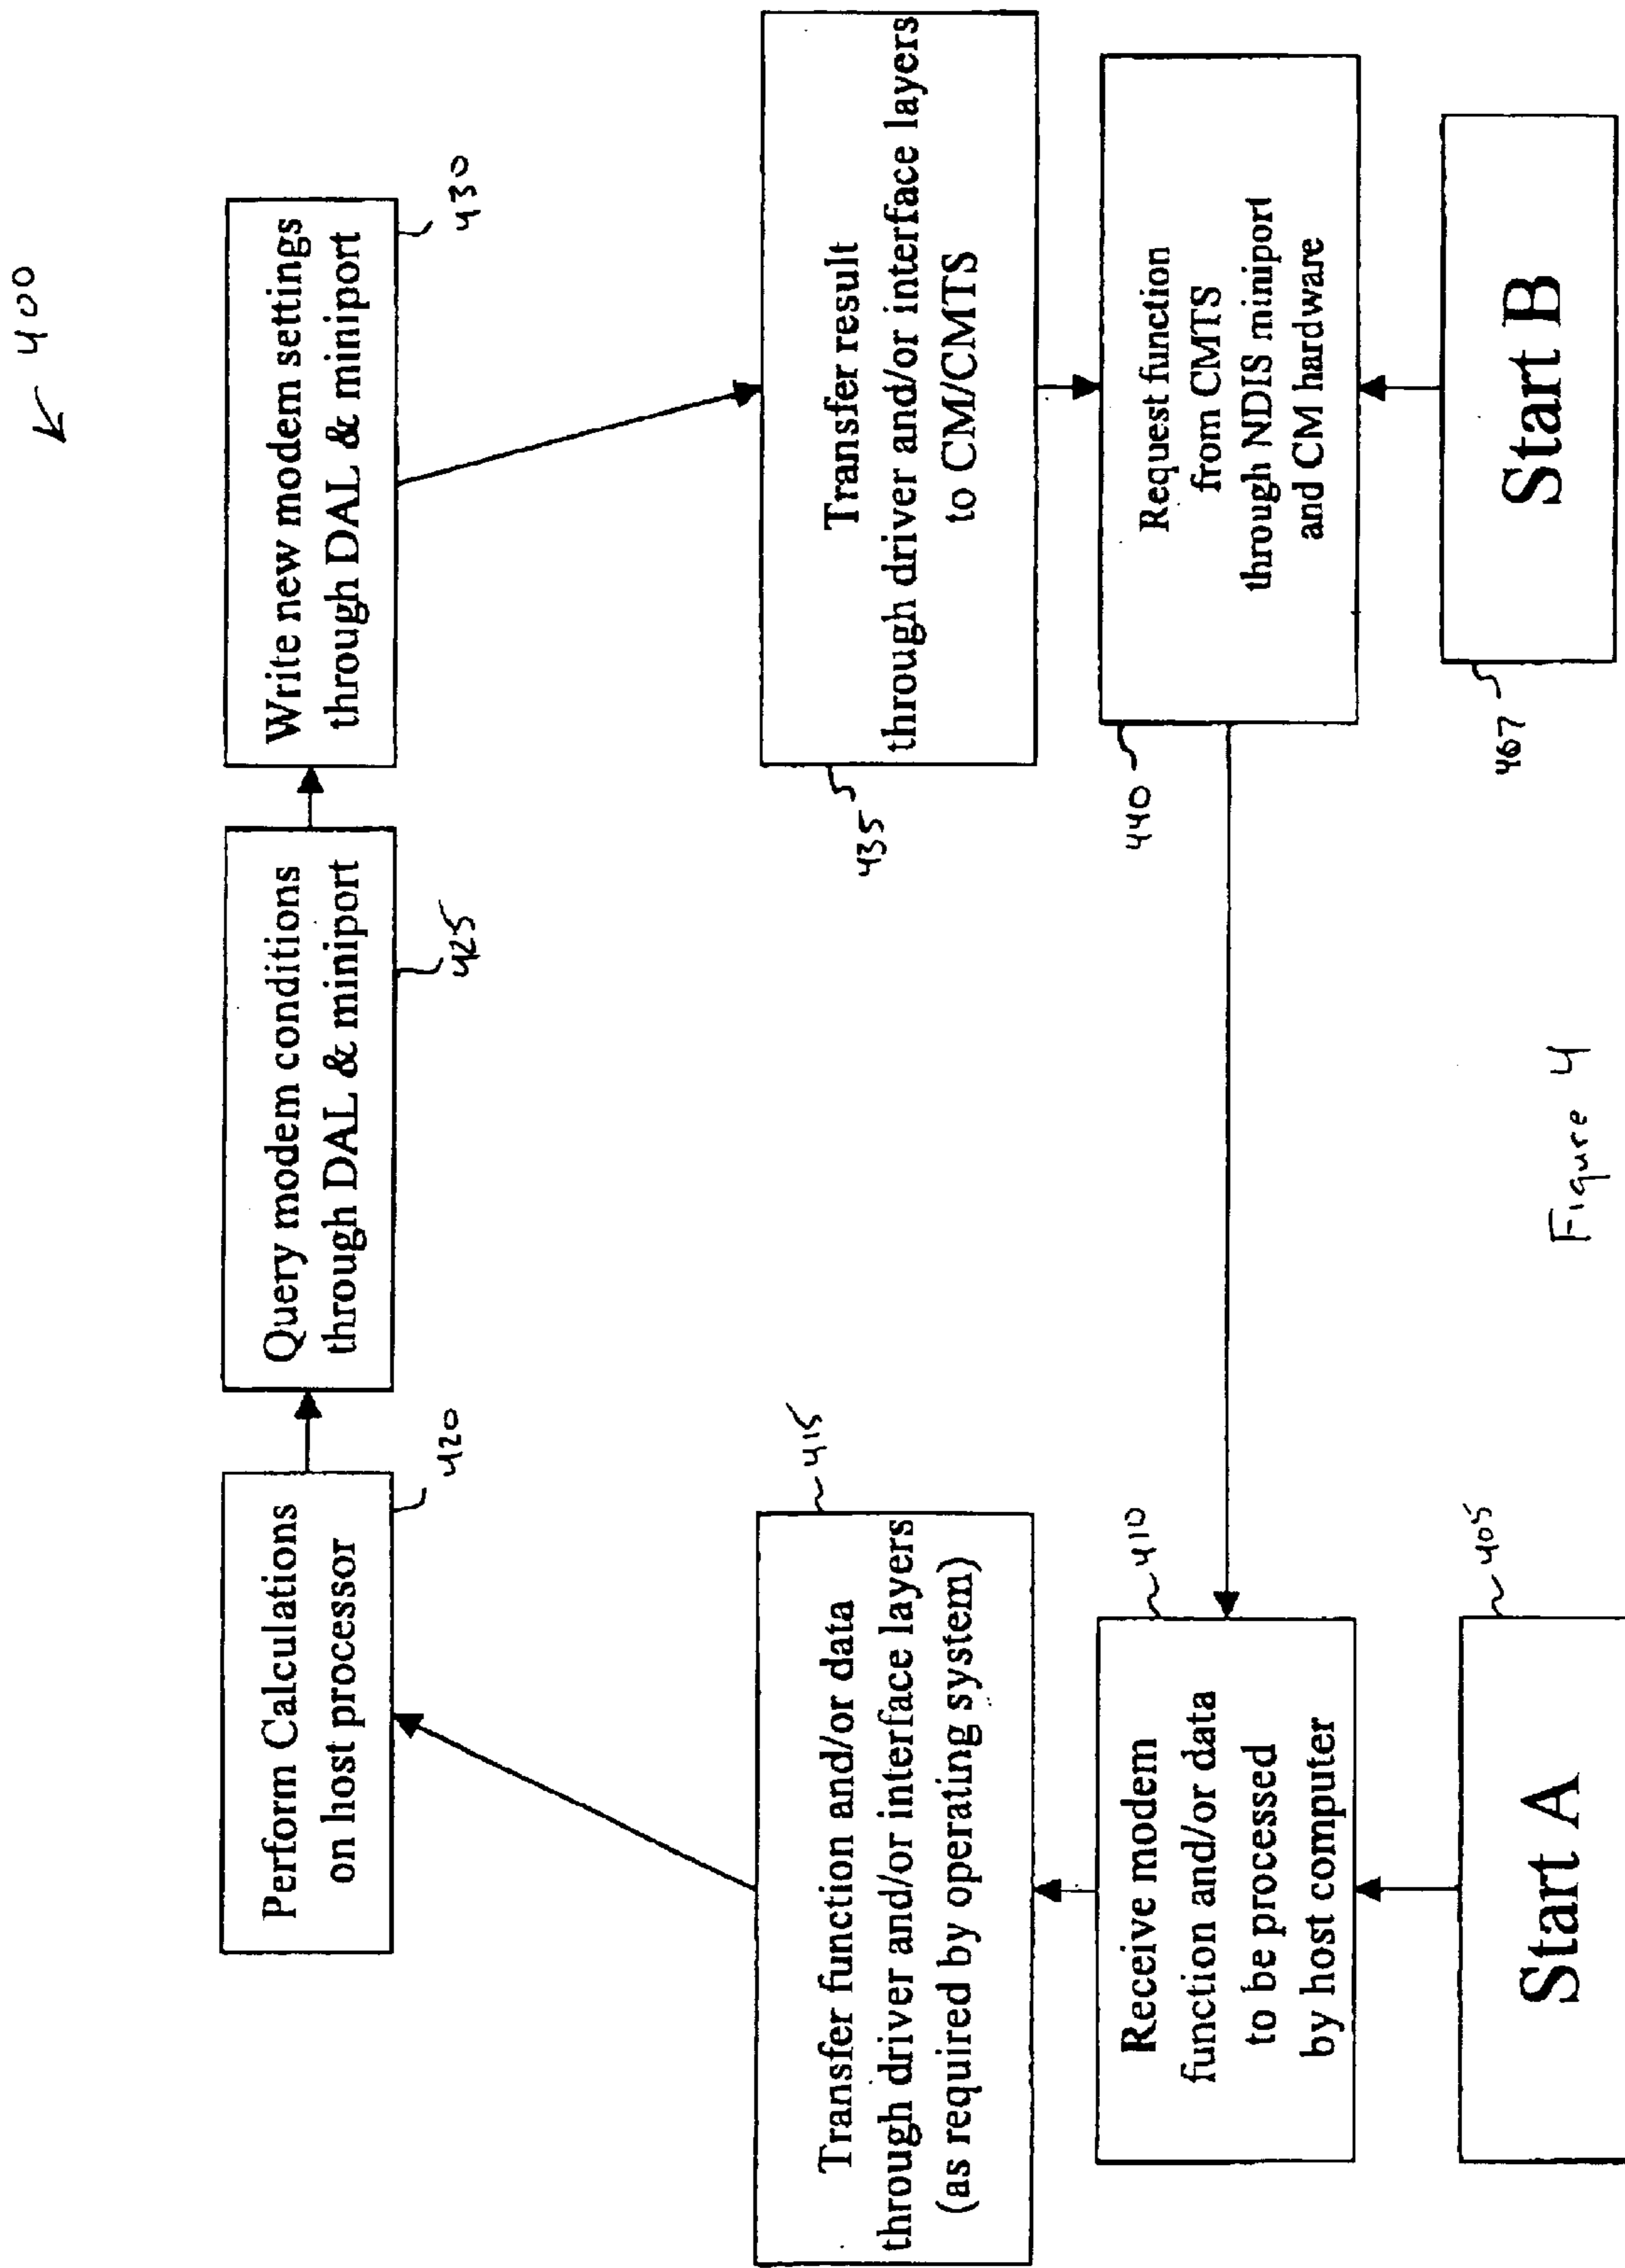 400
Perform Calculations
on host processor
420
Query modem conditions
through DAL & miniport
425
Write new modem settings
through DAL & miniport
430
Transfer function and/or data
through driver and/or interface layers
(as required by operating system)
415
Transfer result
through driver and/or interface layers
to CM/CMTS
435
Receive modem
function and/or data
to be processed
by host computer
410
Request function
from CMTS
through NDIS miniport
and CM hardware
440
Start A
405
Start B
467
Figure 4